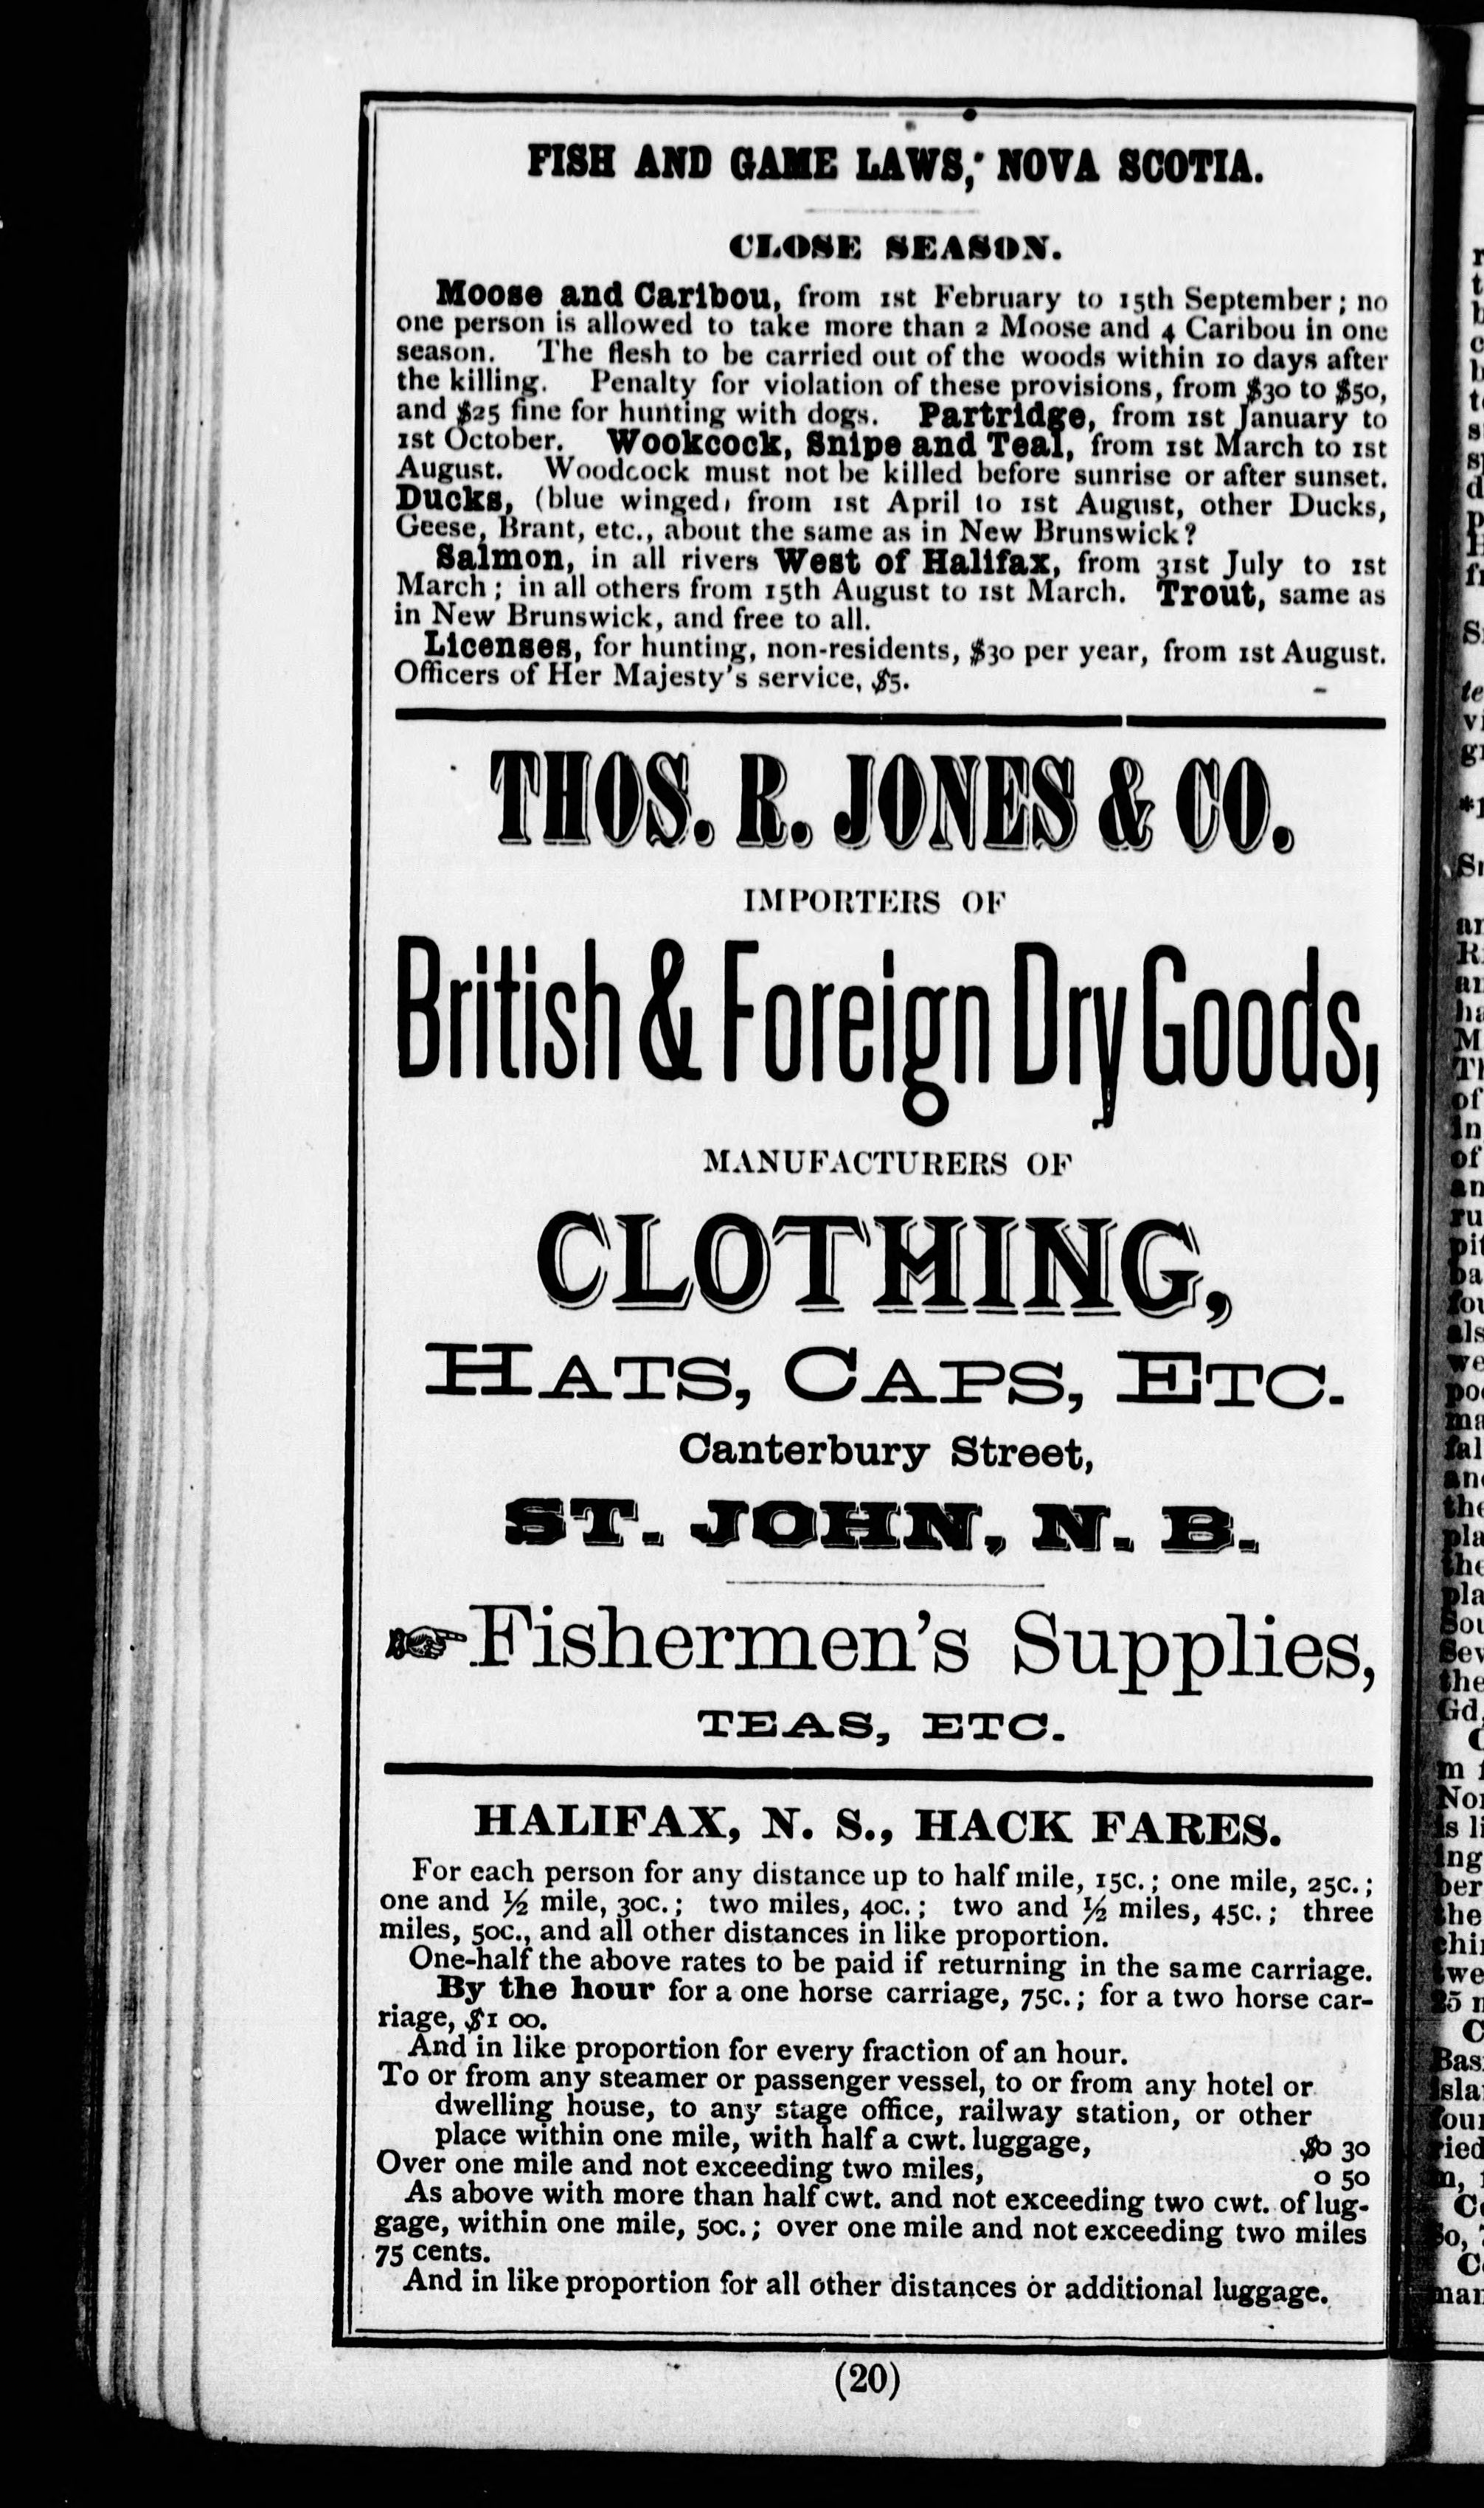 FISH AND GAME LAWS, NOVA SCOTIA.
CLOSE SEASON.
Moose and Caribou, from 1st February to 15th September; no
one person is allowed to take more than 2 Moose and 4 Caribou in one
season. The flesh to be carried out of the woods within 10 days after
the killing. Penalty for violation of these provisions, from $30 to $50,
and $25 fine for hunting with dogs. Partridge, from 1st January to
1st October. Wookcock, Snipe and Teal, from 1st March to 1st
August. Woodcock must not be killed before sunrise or after sunset.
Ducks, (blue winged) from 1st April to 1st August, other Ducks,
Geese, Brant, etc., about the same as in New Brunswick?
Salmon, in all rivers West of Halifax, from 31st July to 1st
March; in all others from 15th August to 1st March. Trout, same as
in New Brunswick, and free to all.
Licenses, for hunting, non-residents, $30 per year, from 1st August.
Officers of Her Majesty's service, $5.
THOS. R. JONES & CO.
IMPORTERS OF
British & Foreign Dry Goods,
MANUFACTURERS OF
CLOTHING,
HATS, CAPS, ETC.
Canterbury Street,
ST. JOHN, N. B.
☞Fishermen's Supplies,
TEAS, ETC.
HALIFAX, N. S., HACK FARES.
For each person for any distance up to half mile, 15c.; one mile, 25c.;
one and ½ mile, 30c.; two miles, 40c.; two and ½ miles, 45c.; three
miles, 50c., and all other distances in like proportion.
One-half the above rates to be paid if returning in the same carriage.
By the hour for a one horse carriage, 75c.; for a two horse car-
riage, $1 00.
And in like proportion for every fraction of an hour.
To or from any steamer or passenger vessel, to or from any hotel or
dwelling house, to any stage office, railway station, or other
place within one mile, with half a cwt. luggage, $0 30
Over one mile and not exceeding two miles, 0 50
As above with more than half cwt. and not exceeding two cwt. of lug-
gage, within one mile, 50c.; over one mile and not exceeding two miles
75 cents.
And in like proportion for all other distances or additional luggage.
(20)